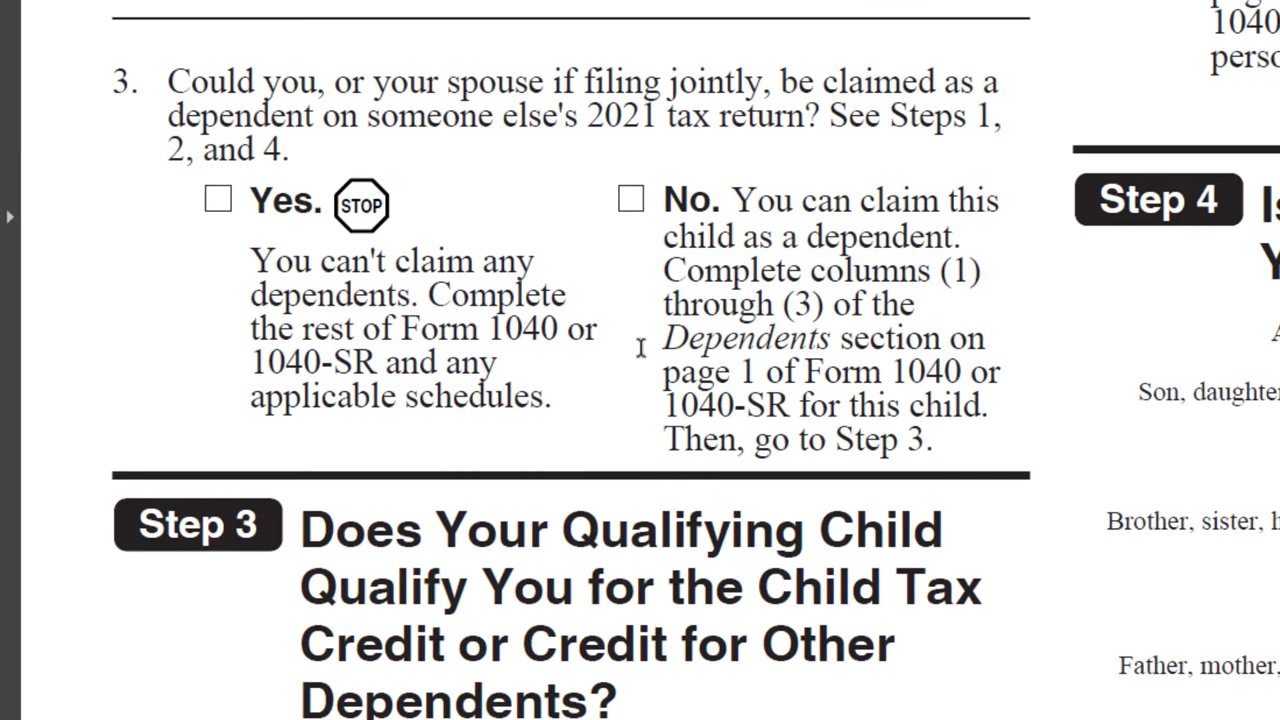 3. Could you, or your spouse if filing jointly, be claimed as a
dependent on someone else's 2021 tax return? See Steps 1,
2, and 4.
Yes. STOP
You can't claim any
dependents. Complete
the rest of Form 1040 or
1040-SR and any
applicable schedules.
No. You can claim this
child as a dependent.
Complete columns (1)
through (3) of the
Dependents section on
page 1 of Form 1040 or
1040-SR for this child.
Then, go to Step 3.
Step 3 Does Your Qualifying Child
Qualify You for the Child Tax
Credit or Credit for Other
Dependents?
1040
Step 4
Son, daughter
Brother, sister,
Father, mother,